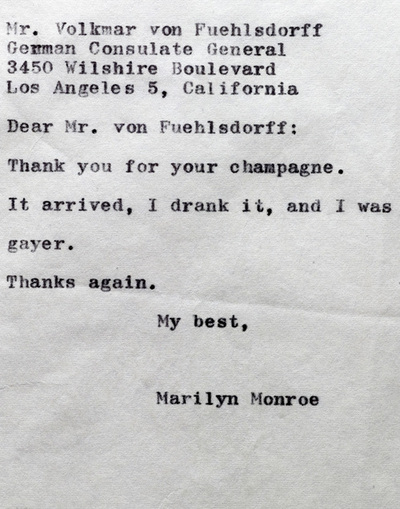 Mr. Volkmar von Fuehlsdorff
German Consulate General
3450 Wilshire Boulevard
Los Angeles 5, California
Dear Mr. von Fuehlsdorff:
Thank you for your champagne.
It arrived, I drank it, and I was
gayer.
Thanks again.
My best,
Marilyn Monroe